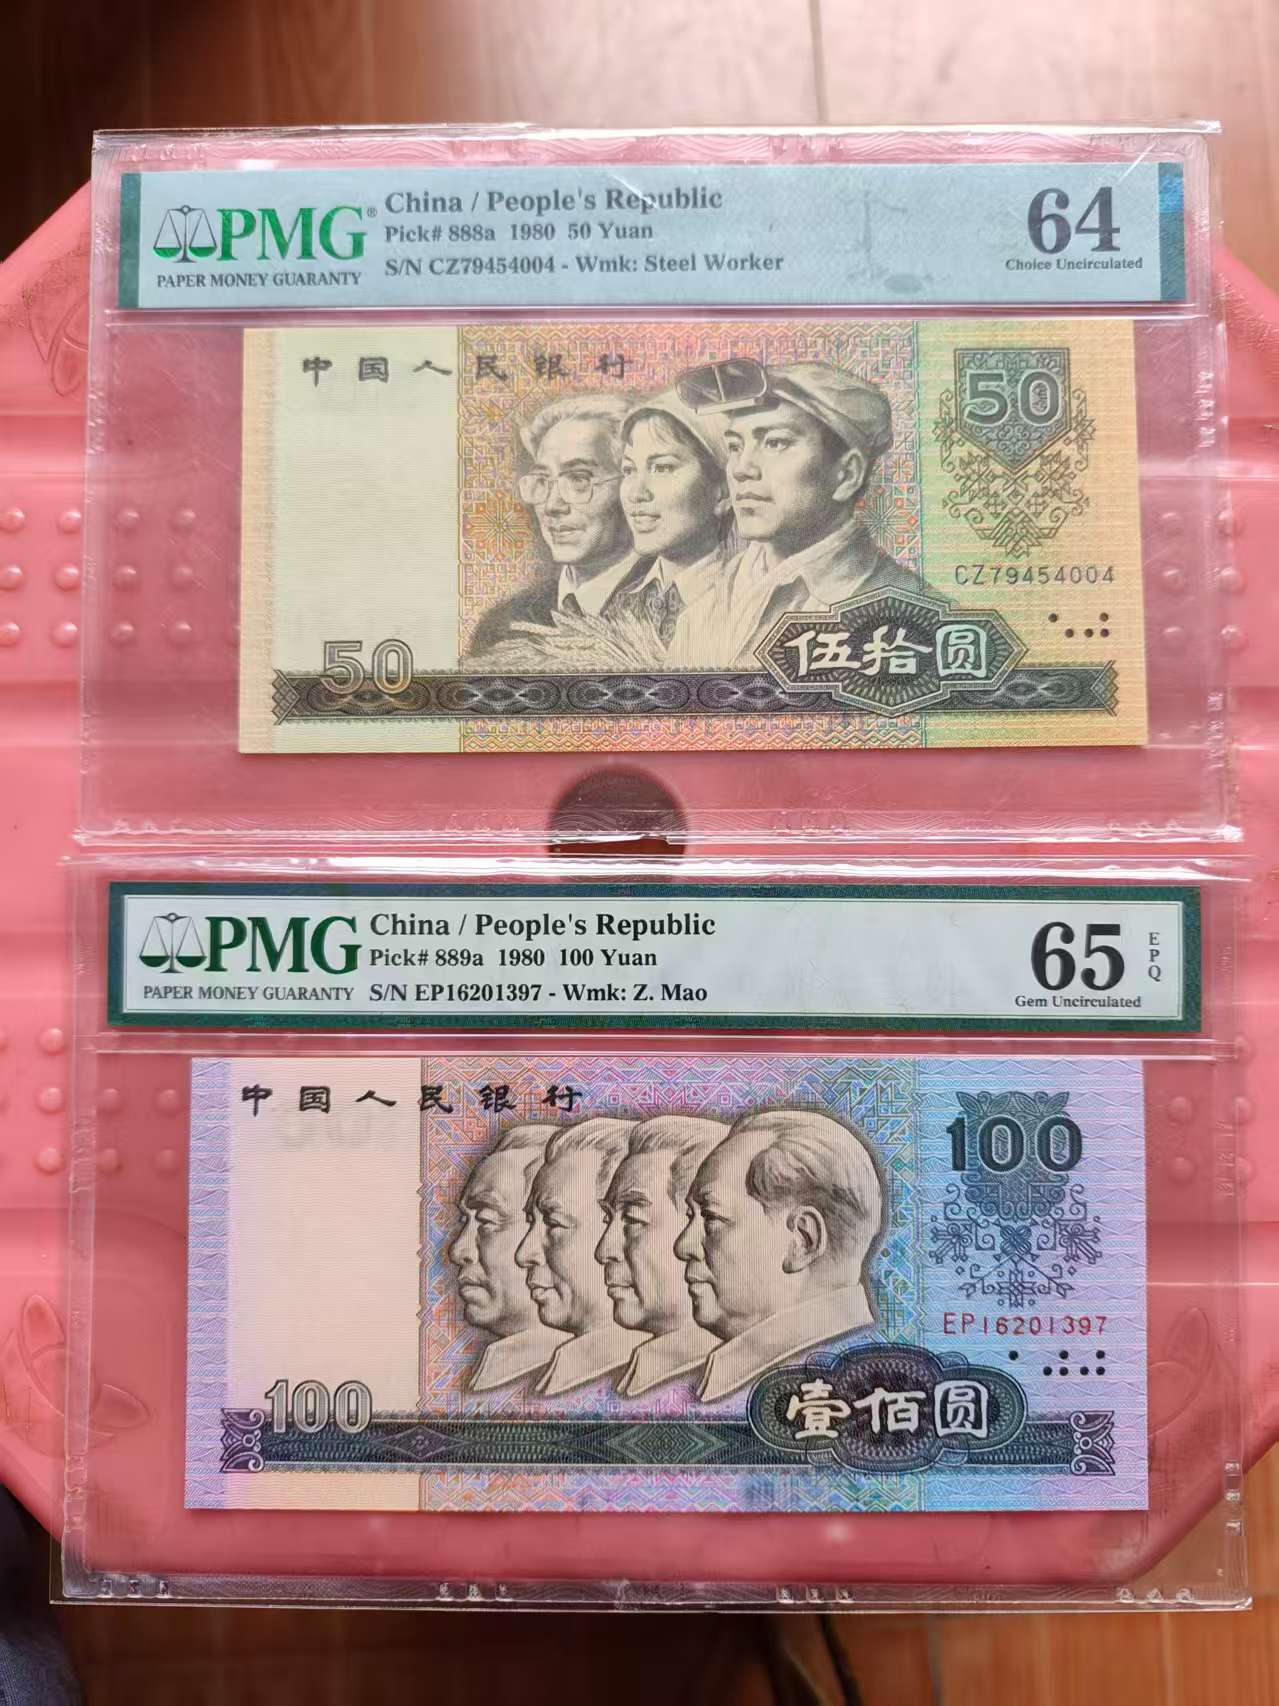 PMG®
PAPER MONEY GUARANTY
China / People's Republic
Pick# 888a 1980 50 Yuan
S/N CZ79454004 - Wmk: Steel Worker
64
Choice Uncirculated
中国人民银行
50
CZ79454004
50
伍拾圆
PMG
PAPER MONEY GUARANTY
China / People's Republic
Pick# 889a 1980 100 Yuan
S/N EP16201397 - Wmk: Z. Mao
65
EPQ
Gem Uncirculated
中国人民银行
100
EP16201397
100
壹佰圆